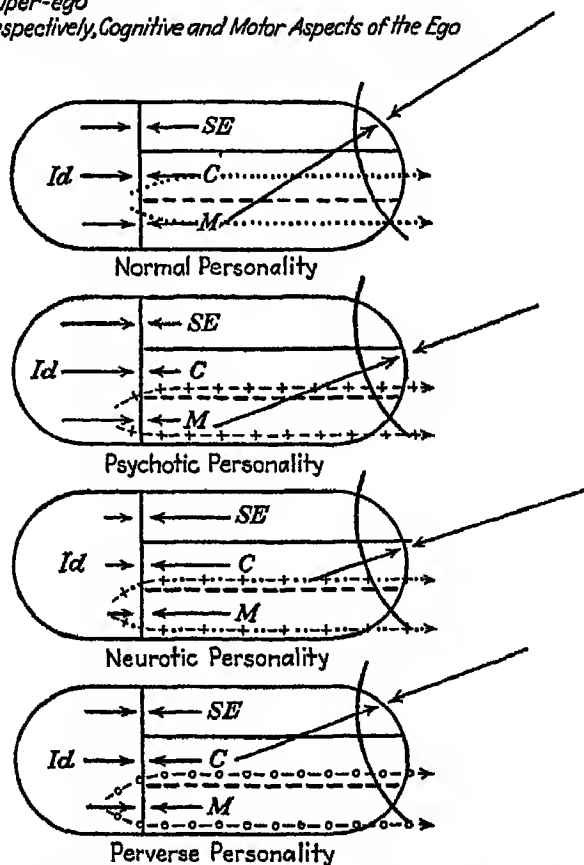 uper-ego
espectively, Cognitive and Motor Aspects of the Ego
SE
Id C
M
Normal Personality
SE
Id C
M
Psychotic Personality
SE
Id C
M
Neurotic Personality
SE
Id C
M
Perverse Personality